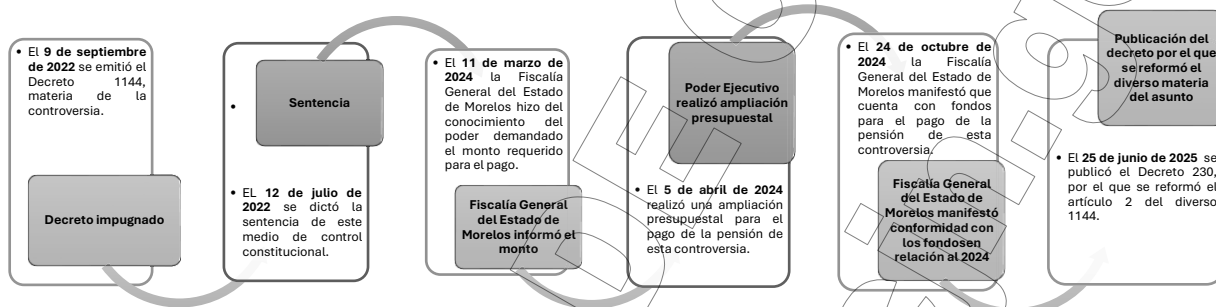 • El 9 de septiembre
de 2022 se emitió el
Decreto 1144,
materia de la
controversia.
Decreto impugnado
•
Sentencia
• EL 12 de julio de
2022 se dictó la
sentencia de este
medio de control
constitucional.
• El 11 de marzo de
2024 la Fiscalía
General del Estado
de Morelos hizo del
conocimiento del
poder demandado
el monto requerido
para el pago.
Fiscalía General
del Estado de
Morelos informó el
monto
Poder Ejecutivo
realizó ampliación
presupuestal
• El 5 de abril de 2024
realizó una ampliación
presupuestal para el
pago de la pensión de
esta controversia.
• El 24 de octubre de
2024 la Fiscalía
General del Estado de
Morelos manifestó que
cuenta con fondos
para el pago de la
pensión de esta
controversia.
Fiscalía General
del Estado de
Morelos manifestó
conformidad con
los fondosen
relación al 2024
Publicación del
decreto por el que
se reformó el
diverso materia
del asunto
• El 25 de junio de 2025 se
publicó el Decreto 230,
por el que se reformó el
artículo 2 del diverso
1144.